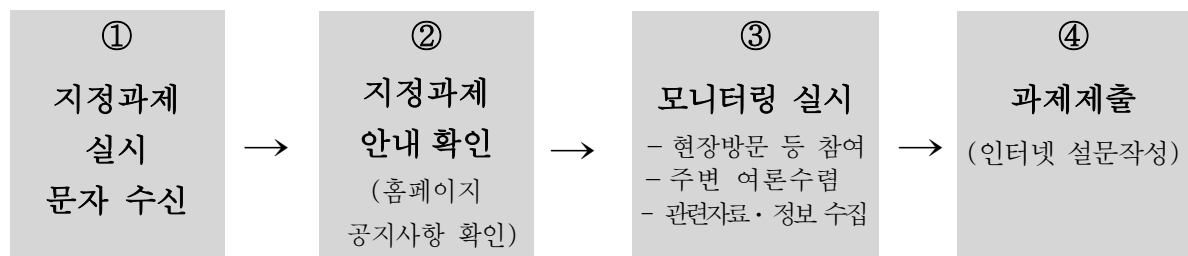 ①
지정과제
실시
문자 수신
→
②
지정과제
안내 확인
(홈페이지
공지사항 확인)
→
③
모니터링 실시
- 현장방문 등 참여
- 주변 여론수렴
- 관련자료· 정보 수집
→
④
과제제출
(인터넷 설문작성)